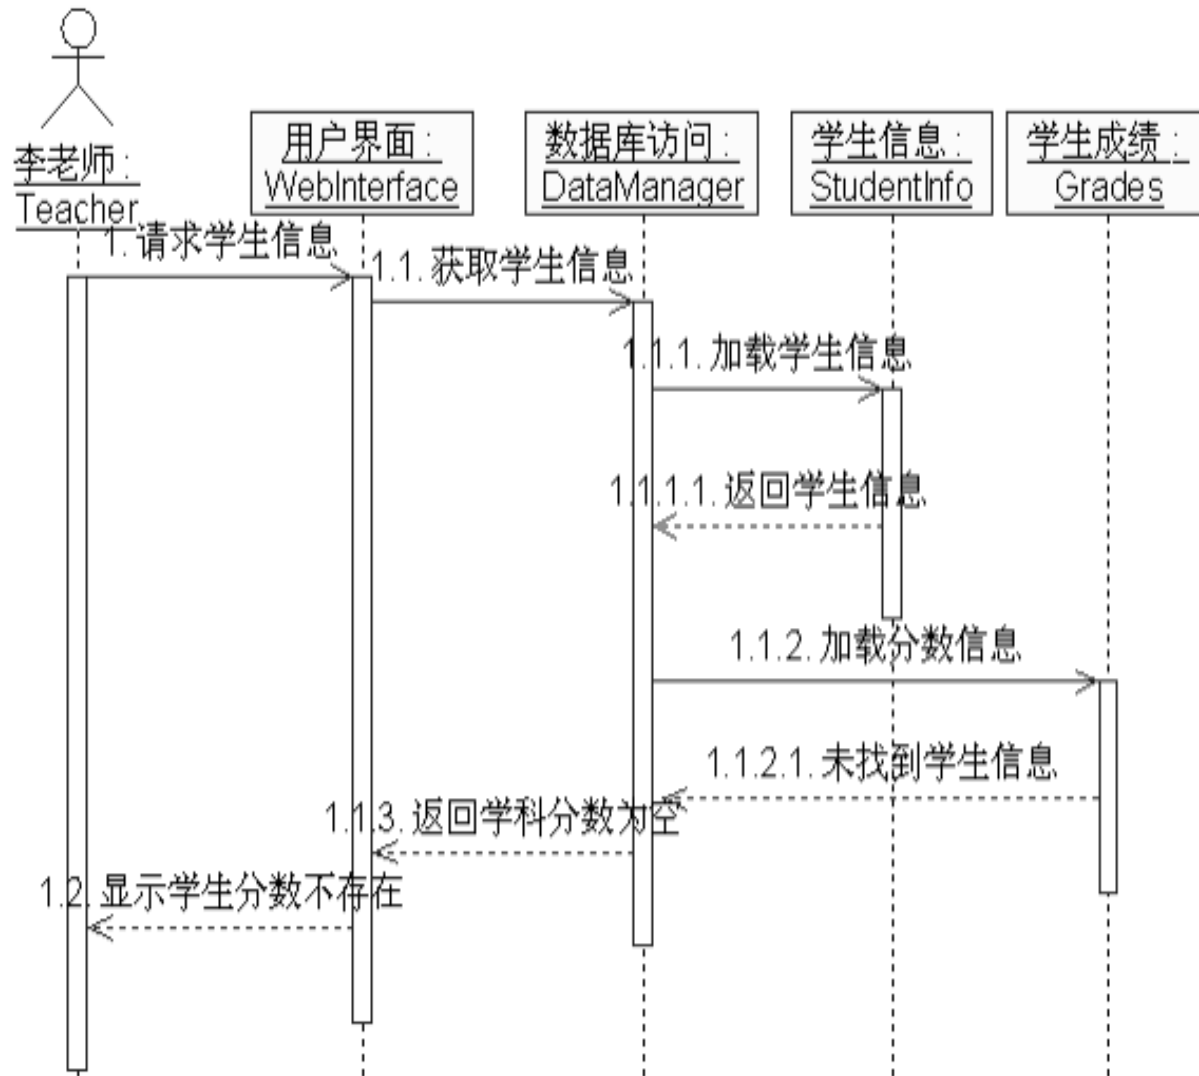 李老师 :
Teacher
用户界面 :
WebInterface
数据库访问 :
DataManager
学生信息 :
StudentInfo
学生成绩 :
Grades
1. 请求学生信息
1.1. 获取学生信息
1.1.1. 加载学生信息
1.1.1.1. 返回学生信息
1.1.2. 加载分数信息
1.1.2.1. 未找到学生信息
1.1.3. 返回学科分数为空
1.2. 显示学生分数不存在